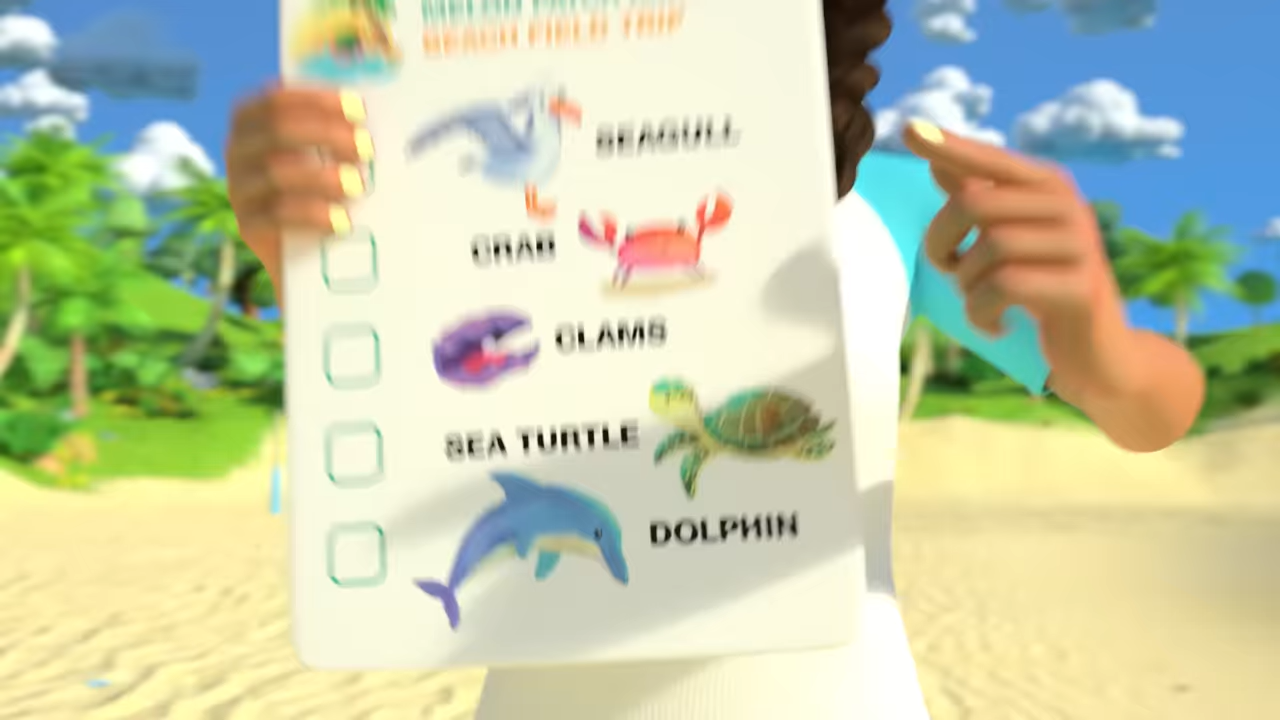 BEACH FIELD TRIP
SEAGULL
CRAB
CLAMS
SEA TURTLE
DOLPHIN